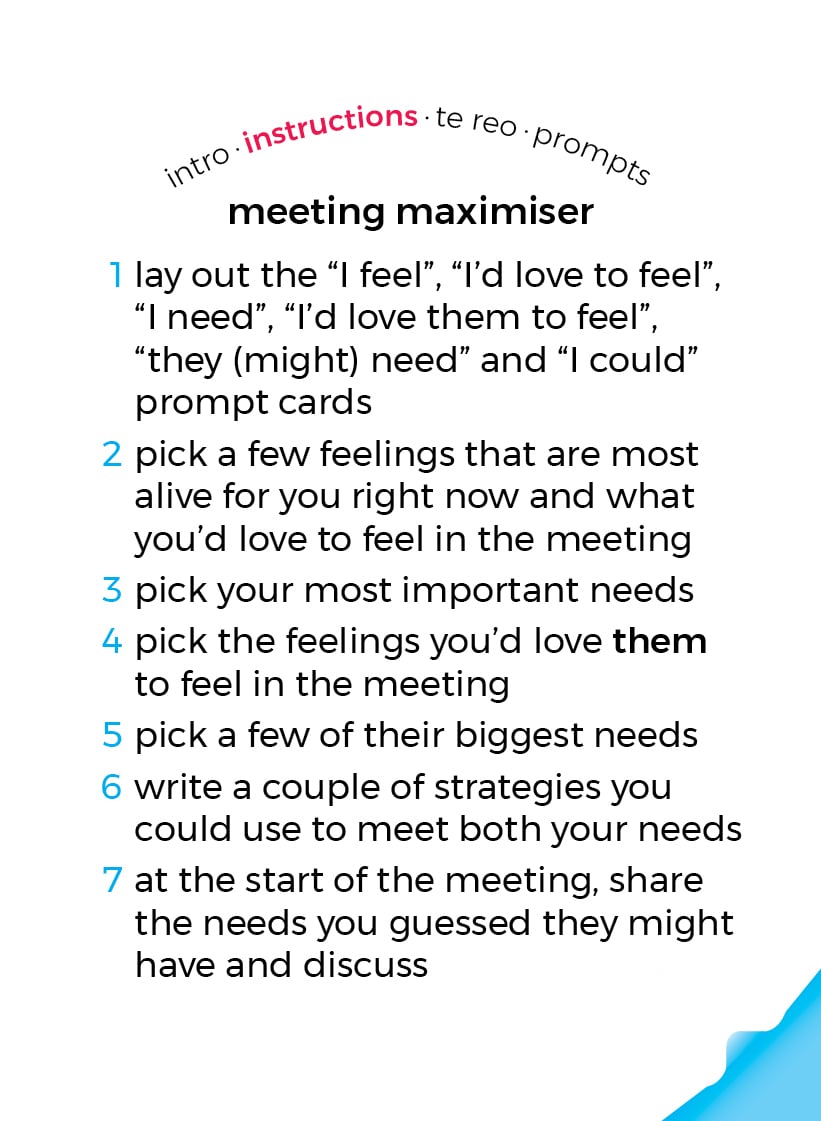 intro · instructions · te reo · prompts
meeting maximiser
1 lay out the “I feel”, “I’d love to feel”,
“I need”, “I’d love them to feel”,
“they (might) need” and “I could”
prompt cards
2 pick a few feelings that are most
alive for you right now and what
you’d love to feel in the meeting
3 pick your most important needs
4 pick the feelings you’d love them
to feel in the meeting
5 pick a few of their biggest needs
6 write a couple of strategies you
could use to meet both your needs
7 at the start of the meeting, share
the needs you guessed they might
have and discuss